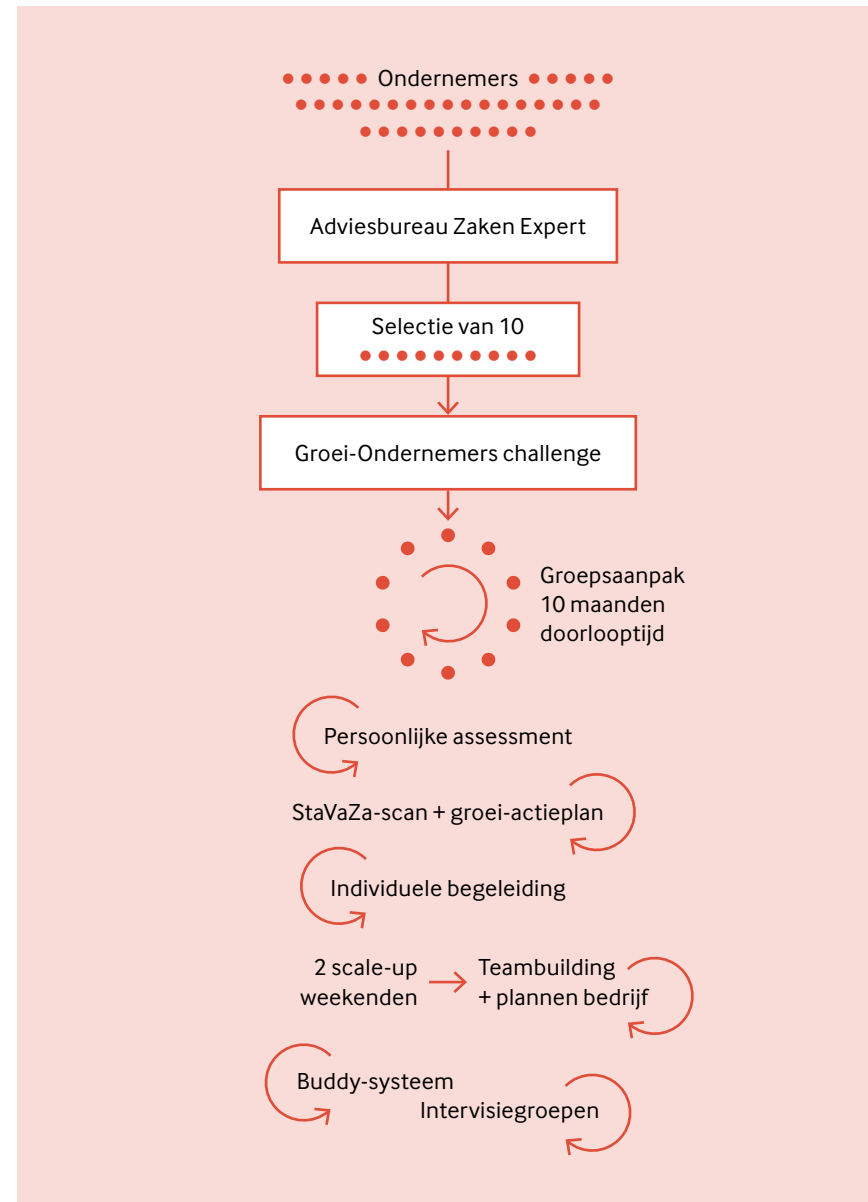 Ondernemers
Adviesbureau Zaken Expert
Selectie van 10
Groei-Ondernemers challenge
Groepsaanpak
10 maanden
doorlooptijd
Persoonlijke assessment
StaVaZa-scan + groei-actieplan
Individuele begeleiding
2 scale-up
weekenden
Teambuilding
+ plannen bedrijf
Buddy-systeem
Intervisiegroepen